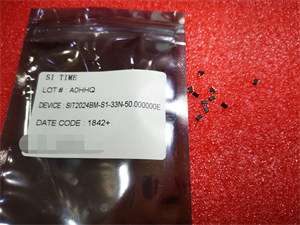 SI TIME
LOT # : A0HHQ
DEVICE : SIT2024BM-S1-33N-50.000000E
DATE CODE : 1842+